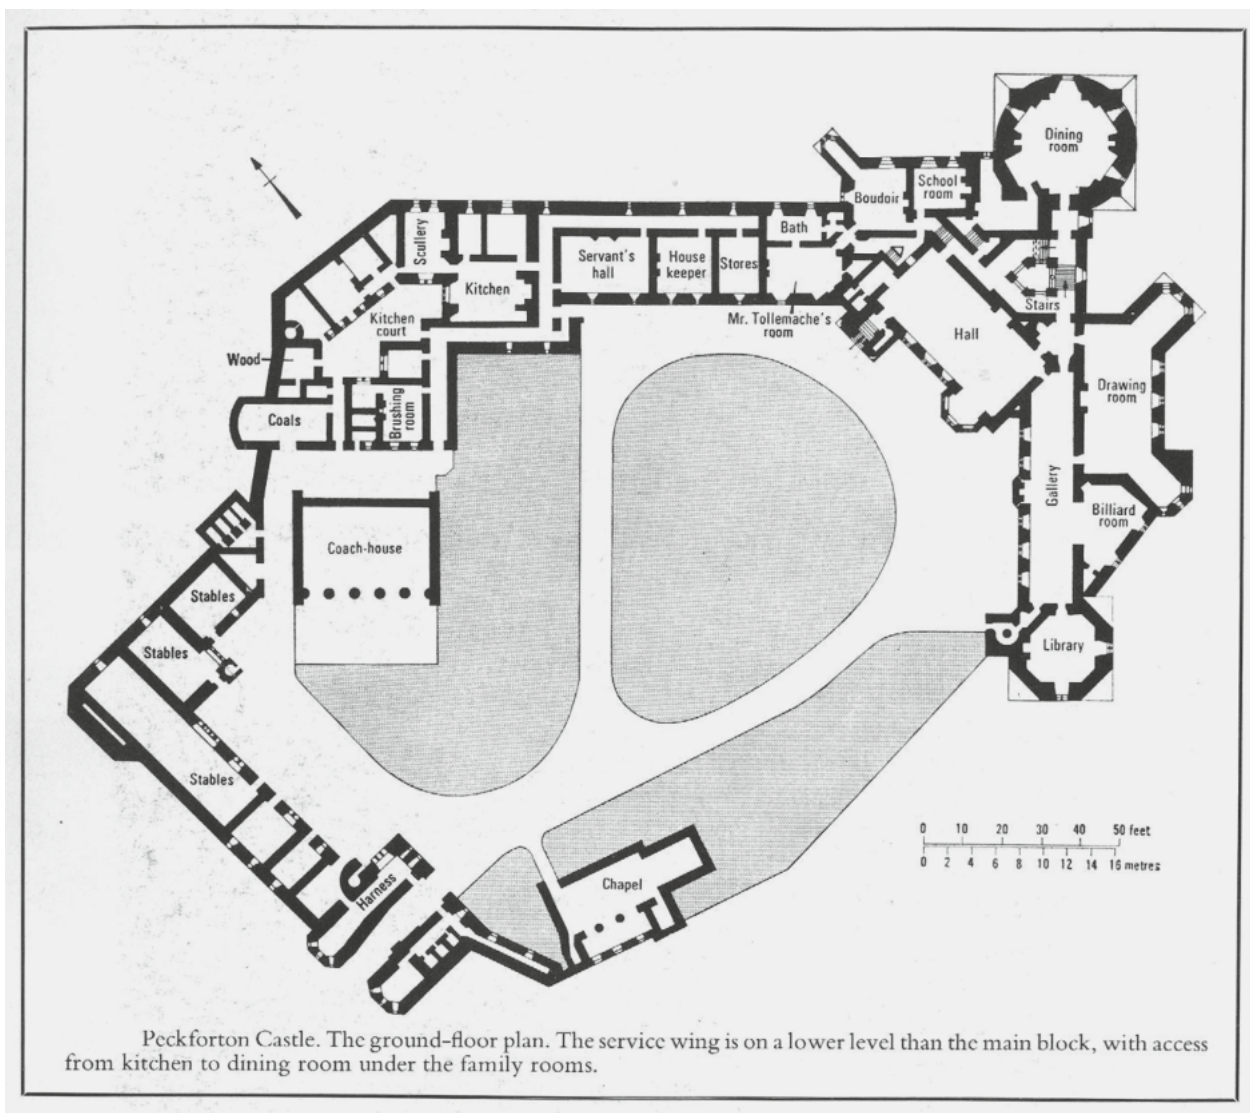 Dining
room
School
room
Boudoir
Bath
Scullery
Servant's
hall
House
keeper
Stores
Kitchen
Stairs
Kitchen
court
Mr. Tollemache's
room
Hall
Wood
Drawing
room
Brushing
room
Coals
Gallery
Billiard
room
Coach-house
Stables
Stables
Library
Stables
0 10 20 30 40 50 feet
0 2 4 6 8 10 12 14 16 metres
Harness
Chapel
Peckforton Castle. The ground-floor plan. The service wing is on a lower level than the main block, with access
from kitchen to dining room under the family rooms.